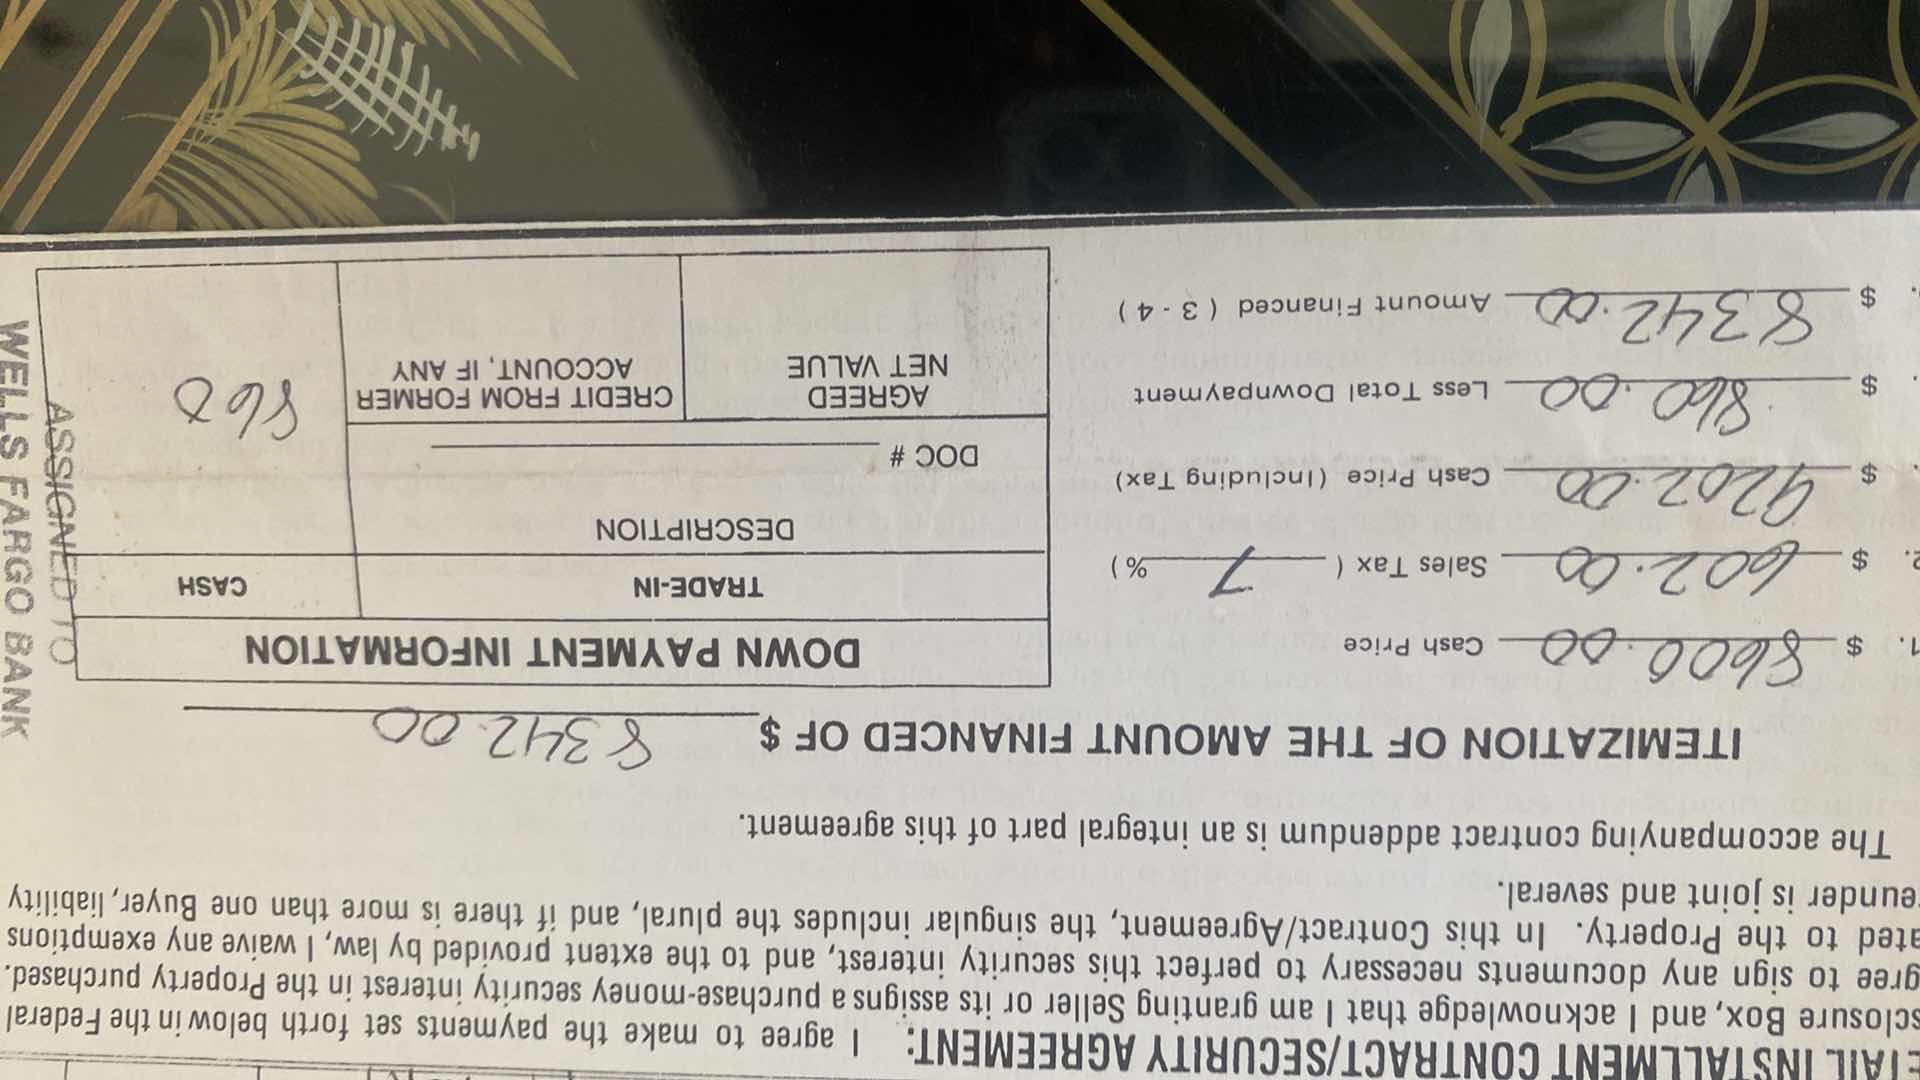 ETAIL INSTALLMENT CONTRACT/SECURITY AGREEMENT: I agree to make the payments set forth below in the Federal
sclosure Box, and I acknowledge that I am granting Seller or its assigns a purchase-money security interest in the Property purchased.
gree to sign any documents necessary to perfect this security interest, and to the extent provided by law, I waive any exemptions
ated to the Property. In this Contract/Agreement, the singular includes the plural, and if there is more than one Buyer, liability
eunder is joint and several.
The accompanying contract addendum is an integral part of this agreement.
ITEMIZATION OF THE AMOUNT FINANCED OF $ 8342.00
1. $ 8600.00 Cash Price
2. $ 602.00 Sales Tax ( 7 %)
. $ 9202.00 Cash Price (Including Tax)
. $ 860.00 Less Total Downpayment
. $ 8342.00 Amount Financed ( 3 - 4 )
DOWN PAYMENT INFORMATION
TRADE-IN
CASH
DESCRIPTION
DOC #
AGREED
NET VALUE
CREDIT FROM FORMER
ACCOUNT, IF ANY
860
ASSIGNED TO
WELLS FARGO BANK